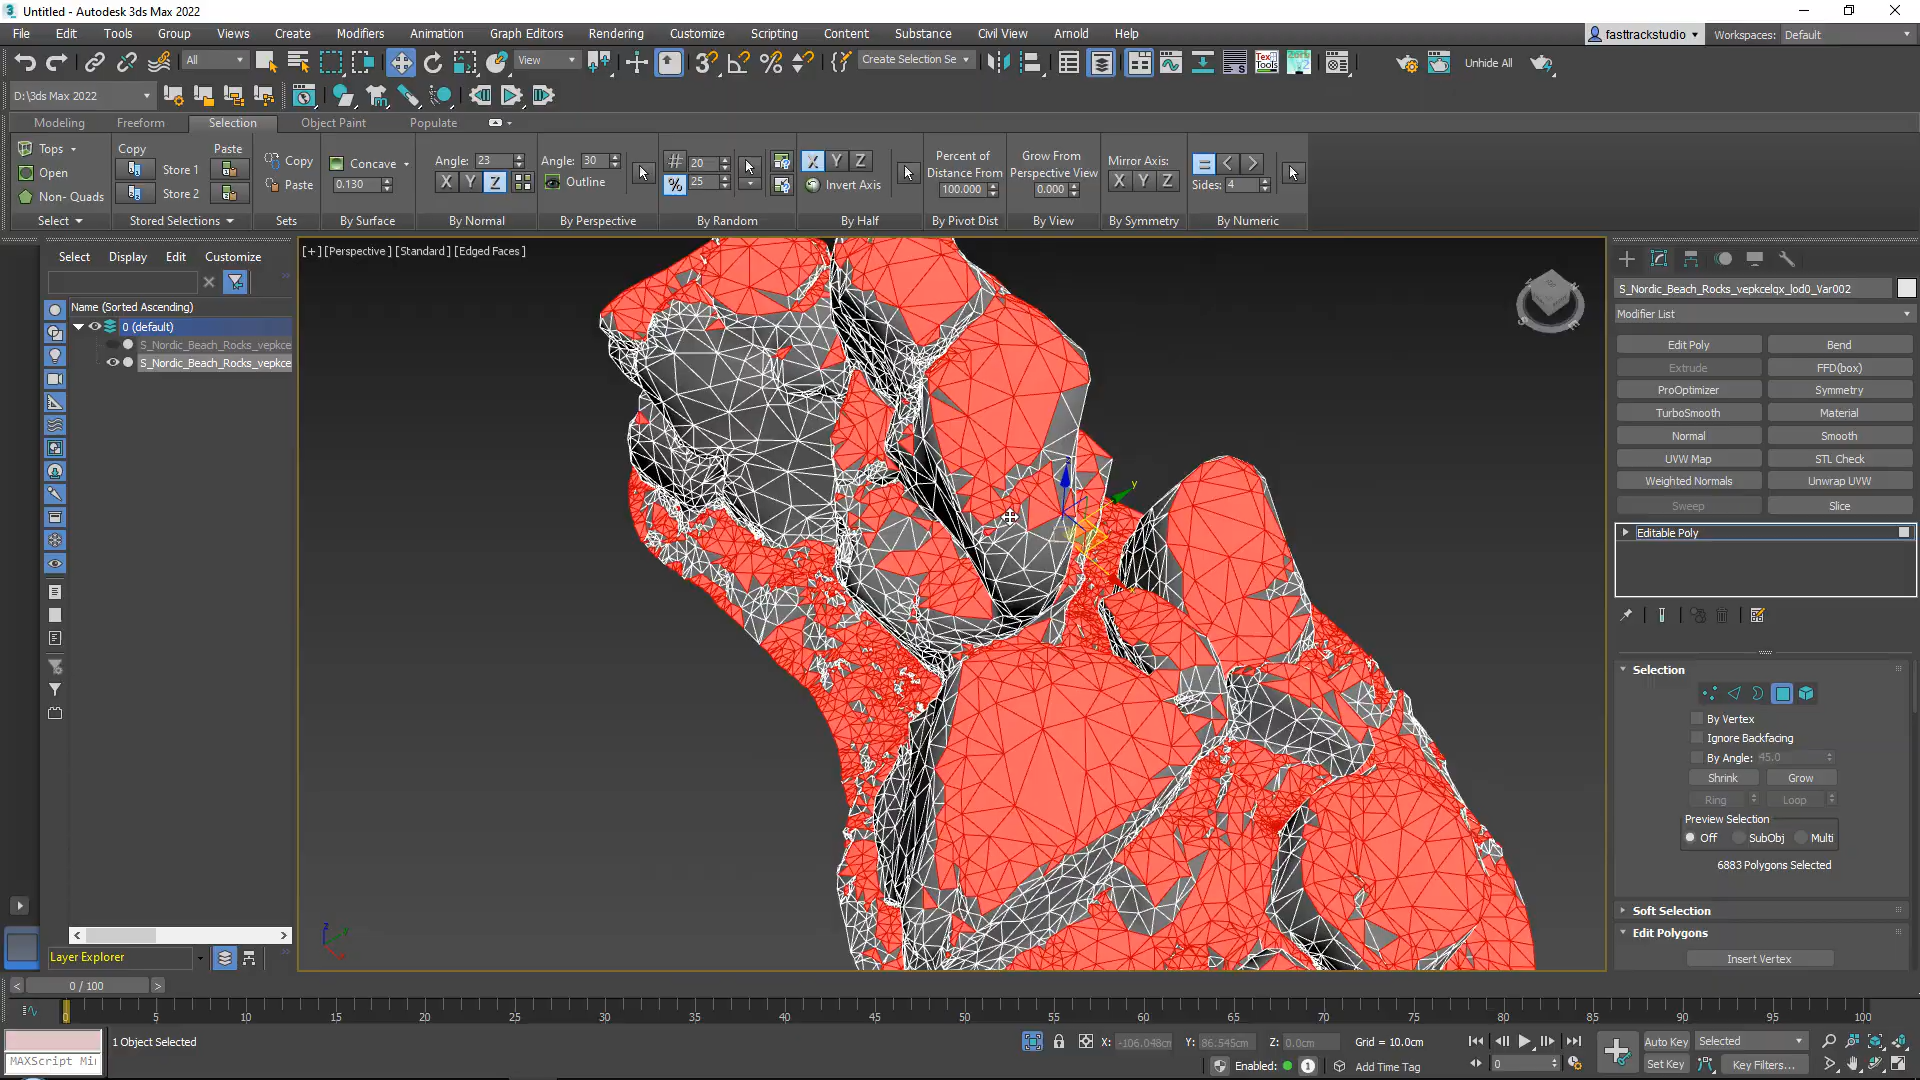 Untitled - Autodesk 3ds Max 2022
File Edit Tools Group Views Create Modifiers Animation Graph Editors Rendering Customize Scripting Content Substance Civil View Arnold Help fasttrackstudio Workspaces: Default
All View Create Selection Se Unhide All
D:\3ds Max 2022
Modeling Freeform Selection Object Paint Populate
Tops Copy Paste Copy Concave Angle: 23 Angle: 30 20 X Y Z Percent of Grow From Mirror Axis:
Open Store 1 Distance From Perspective View
Non- Quads Store 2 Paste 0.130 X Y Z Outline % 25 Invert Axis 100.000 0.000 X Y Z Sides: 4
Select Stored Selections Sets By Surface By Normal By Perspective By Random By Half By Pivot Dist By View By Symmetry By Numeric
Select Display Edit Customize
Name (Sorted Ascending)
0 (default)
S_Nordic_Beach_Rocks_vepkce
S_Nordic_Beach_Rocks_vepkce
Layer Explorer
[+] [Perspective] [Standard] [Edged Faces]
S_Nordic_Beach_Rocks_vepkcelqx_lod0_Var002
Modifier List
Edit Poly Bend
Extrude FFD(box)
ProOptimizer Symmetry
TurboSmooth Material
Normal Smooth
UVW Map STL Check
Weighted Normals Unwrap UVW
Sweep Slice
Editable Poly
Selection
By Vertex
Ignore Backfacing
By Angle: 45.0
Shrink Grow
Ring Loop
Preview Selection
Off SubObj Multi
6883 Polygons Selected
Soft Selection
Edit Polygons
Insert Vertex
0 / 100
0 5 10 15 20 25 30 35 40 45 50 55 60 65 70 75 80 85 90 95 100
1 Object Selected X: -106.048cm Y: 86.545cm Z: 0.0cm Grid = 10.0cm Auto Key Selected
MAXScript Mi Enabled: 1 Add Time Tag 0 Set Key Key Filters...